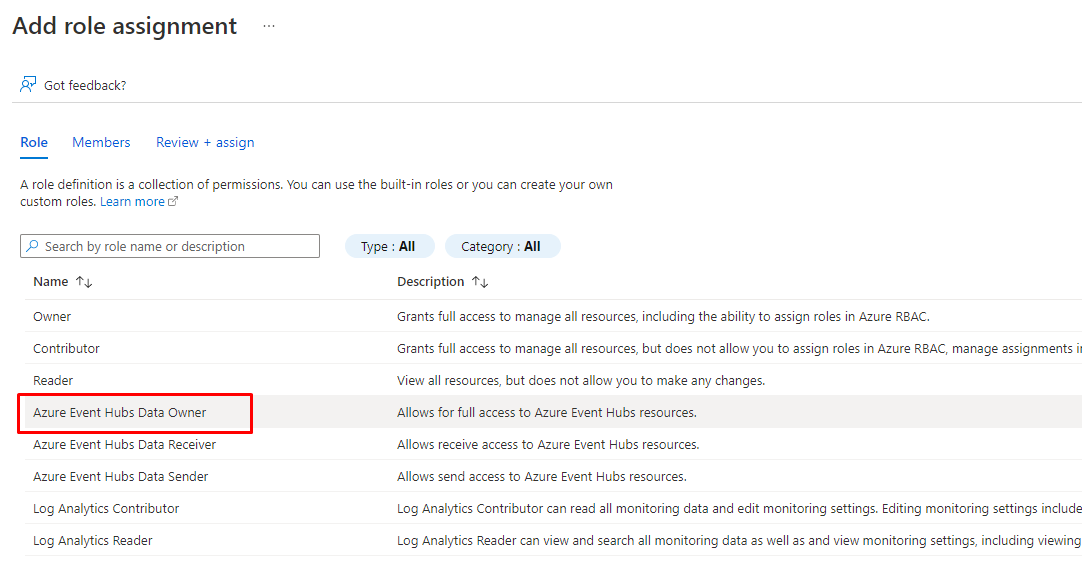 Add role assignment ...
Got feedback?
Role Members Review + assign
A role definition is a collection of permissions. You can use the built-in roles or you can create your own
custom roles. Learn more
Search by role name or description Type : All Category : All
Name Description
Owner Grants full access to manage all resources, including the ability to assign roles in Azure RBAC.
Contributor Grants full access to manage all resources, but does not allow you to assign roles in Azure RBAC, manage assignments i
Reader View all resources, but does not allow you to make any changes.
Azure Event Hubs Data Owner Allows for full access to Azure Event Hubs resources.
Azure Event Hubs Data Receiver Allows receive access to Azure Event Hubs resources.
Azure Event Hubs Data Sender Allows send access to Azure Event Hubs resources.
Log Analytics Contributor Log Analytics Contributor can read all monitoring data and edit monitoring settings. Editing monitoring settings include
Log Analytics Reader Log Analytics Reader can view and search all monitoring data as well as and view monitoring settings, including viewing